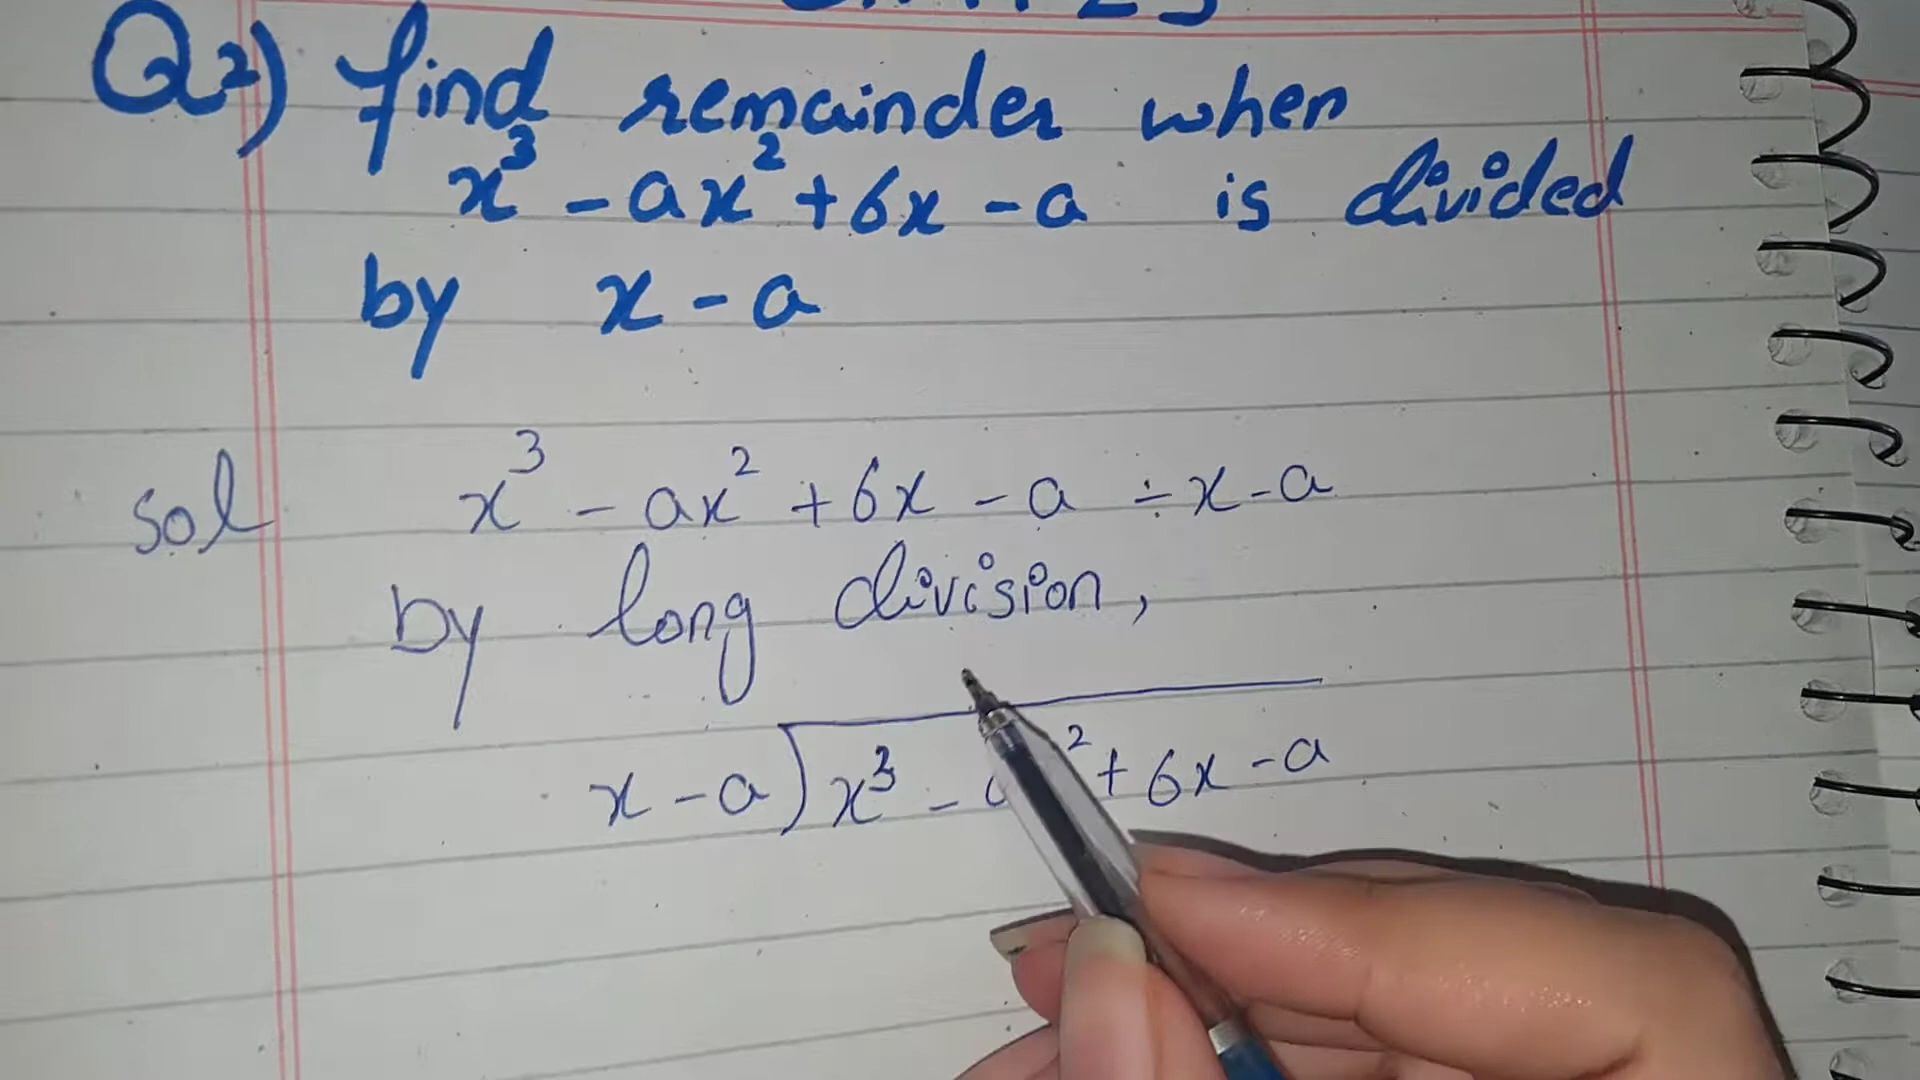 Q2) find remainder when
x³ - ax² + 6x - a is divided
by x - a
Sol x³ - ax² + 6x - a ÷ x - a
by long division,
x - a) x³ - ² + 6x - a